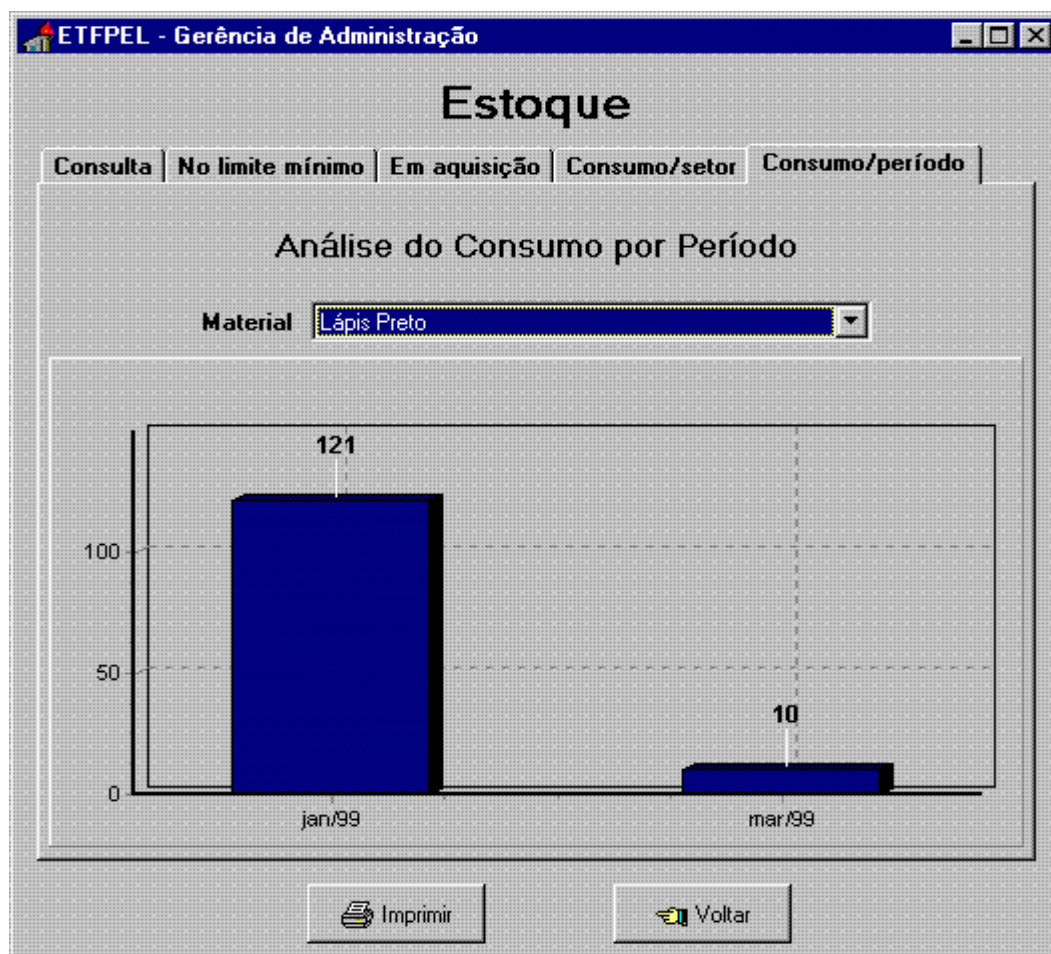 ETFPEL - Gerência de Administração
Estoque
Consulta No limite mínimo Em aquisição Consumo/setor Consumo/período
Análise do Consumo por Período
Material Lápis Preto
121
100
50
10
0
jan/99 mar/99
Imprimir Voltar